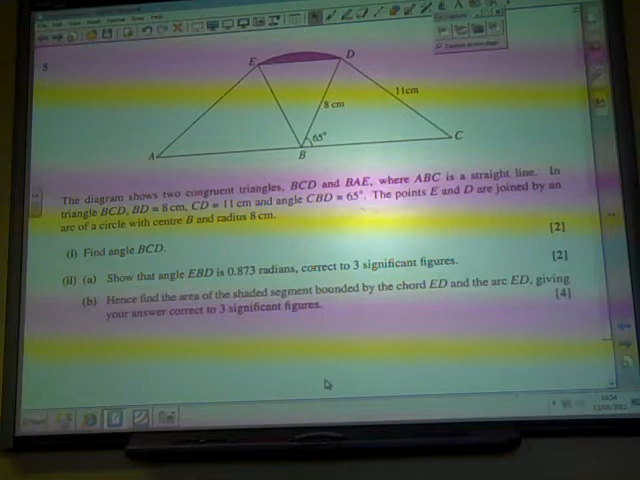 5
E
D
11cm
8 cm
65°
A
B
C
The diagram shows two congruent triangles, BCD and BAE, where ABC is a straight line. In
triangle BCD, BD = 8 cm, CD = 11 cm and angle CBD = 65°. The points E and D are joined by an
arc of a circle with centre B and radius 8 cm.
(i) Find angle BCD. [2]
(ii) (a) Show that angle EBD is 0.873 radians, correct to 3 significant figures. [2]
(b) Hence find the area of the shaded segment bounded by the chord ED and the arc ED, giving
your answer correct to 3 significant figures. [4]